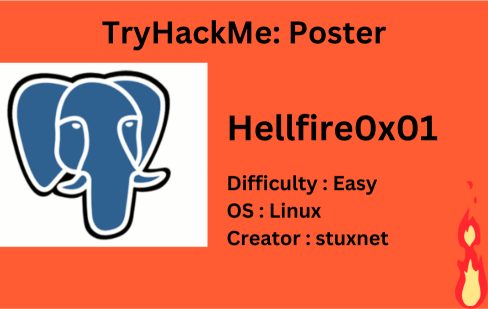 TryHackMe: Poster
Hellfire0x01
Difficulty : Easy
OS : Linux
Creator : stuxnet